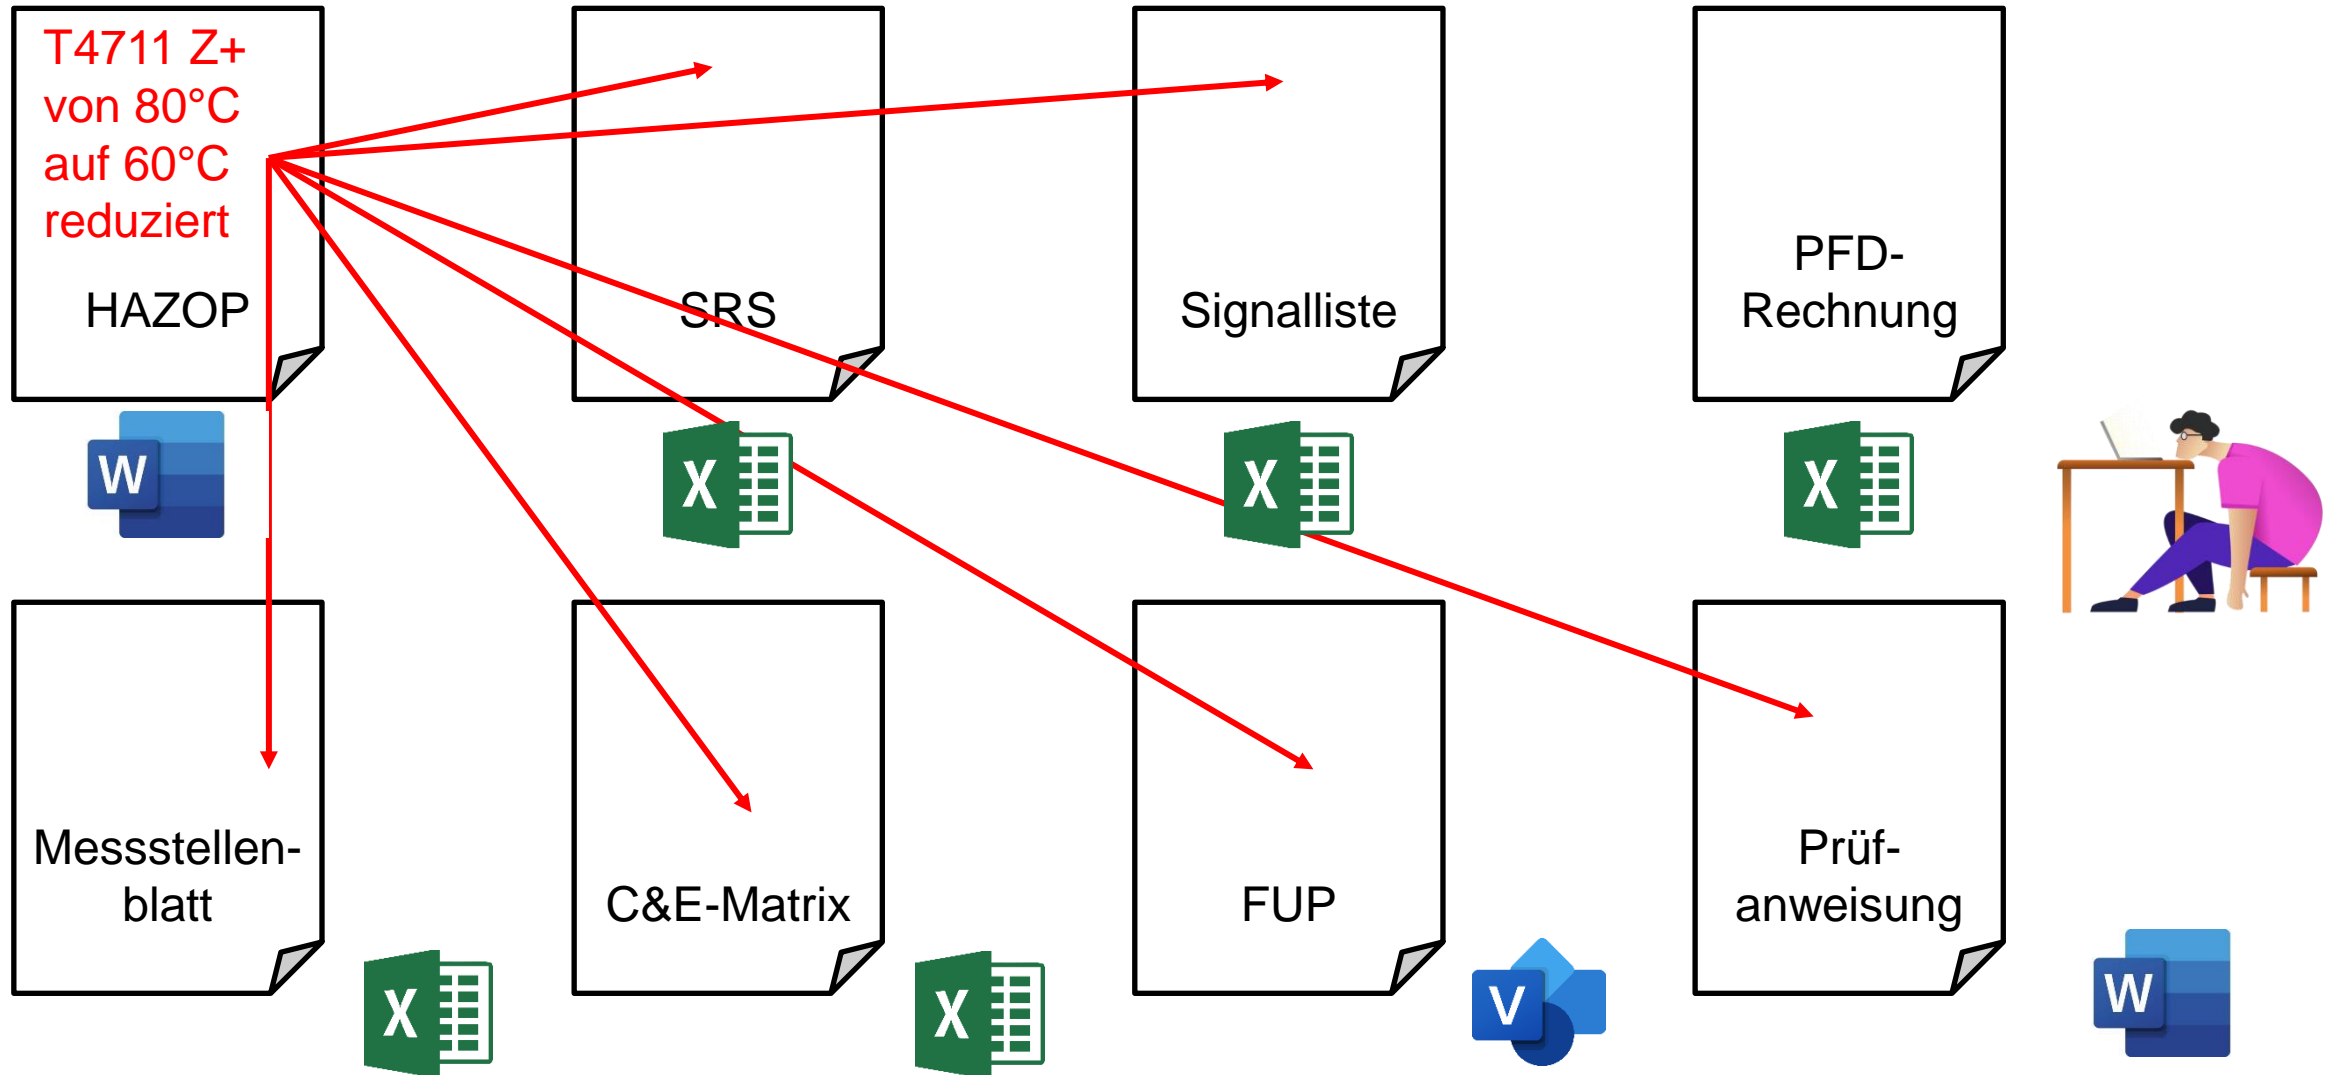 T4711 Z+
von 80°C
auf 60°C
reduziert
HAZOP
SRS
Signalliste
PFD-
Rechnung
W
X
X
X
Messstellen-
blatt
C&E-Matrix
FUP
Prüf-
anweisung
X
X
V
W